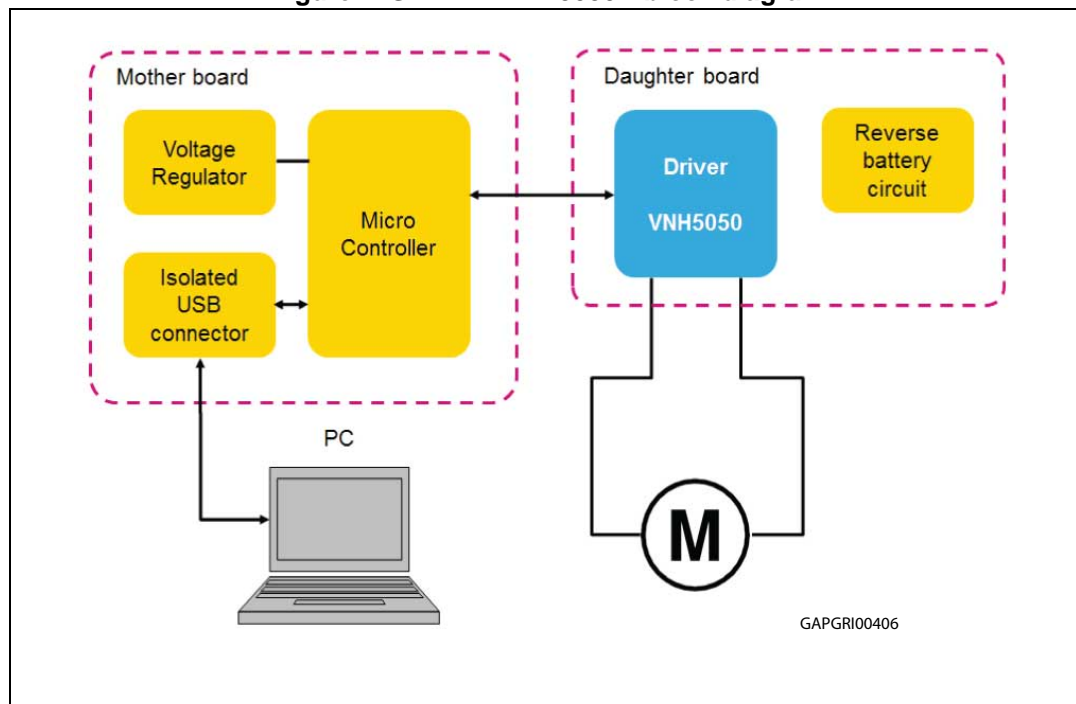 Mother board
Voltage
Regulator
Micro
Controller
Isolated
USB
connector
Daughter board
Driver
VNH5050
Reverse
battery
circuit
PC
M
GAPGRI00406